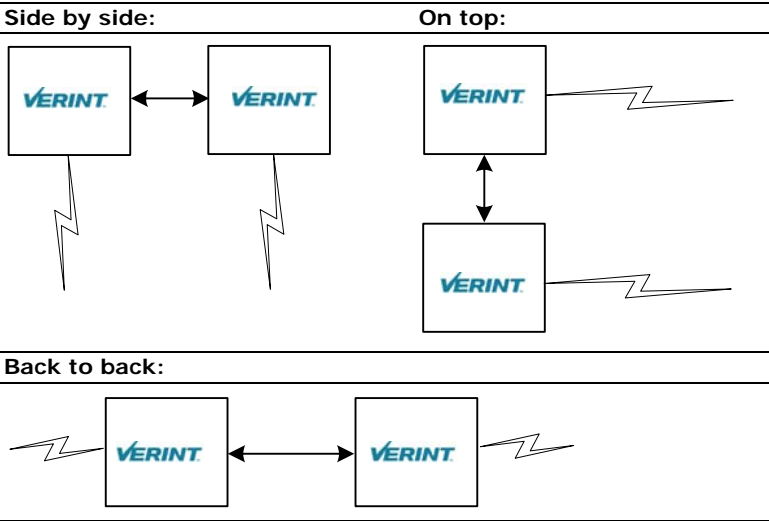 Side by side:
On top:
VERINT
VERINT
VERINT
VERINT
Back to back:
VERINT
VERINT